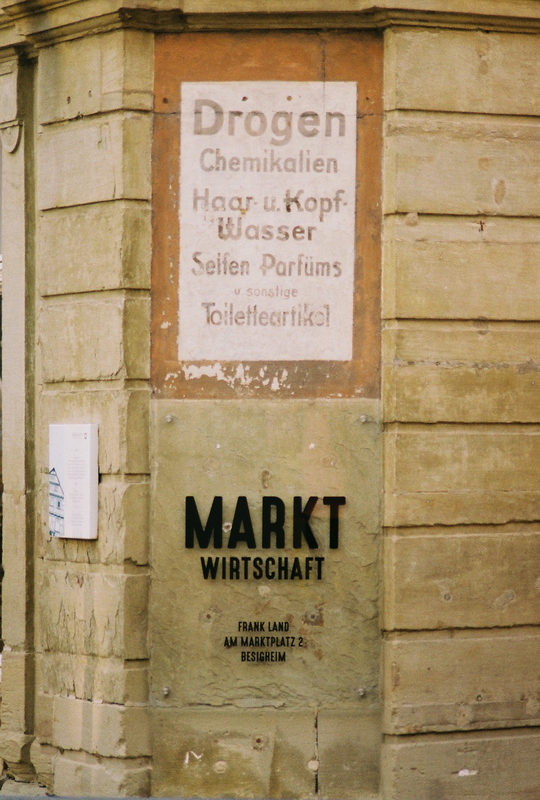 Drogen
Chemikalien
Haar- u. Kopf-
Wasser
Seifen Parfüms
u. sonstige
Toiletteartikel
MARKT
WIRTSCHAFT
FRANK LAND
AM MARKTPLATZ 2
BESIGHEIM